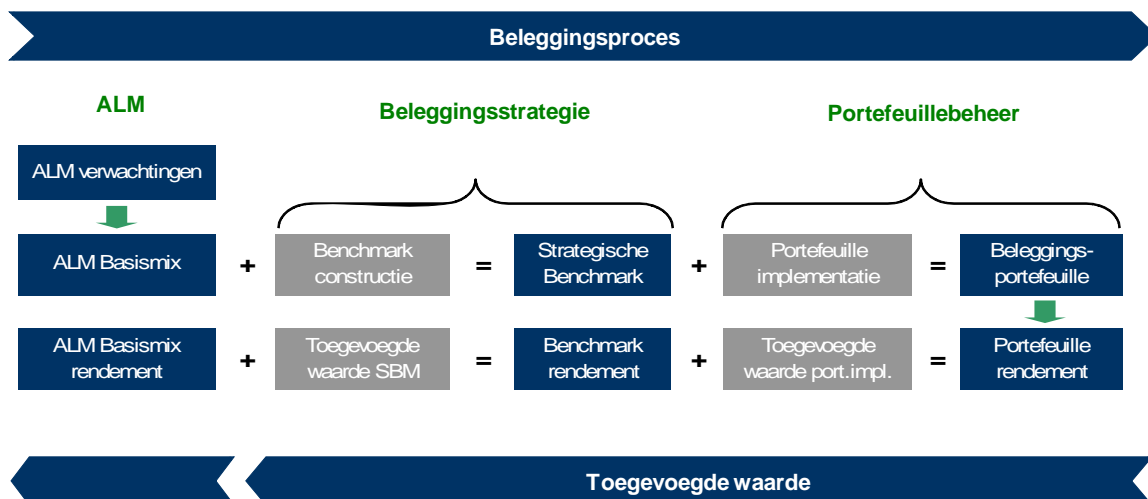 Beleggingsproces
ALM
Beleggingsstrategie
Portefeuillebeheer
ALM verwachtingen
ALM Basismix
+
Benchmark
constructie
=
Strategische
Benchmark
+
Portefeuille
implementatie
=
Beleggings-
portefeuille
ALM Basismix
rendement
+
Toegevoegde
waarde SBM
=
Benchmark
rendement
+
Toegevoegde
waarde port.impl.
=
Portefeuille
rendement
Toegevoegde waarde